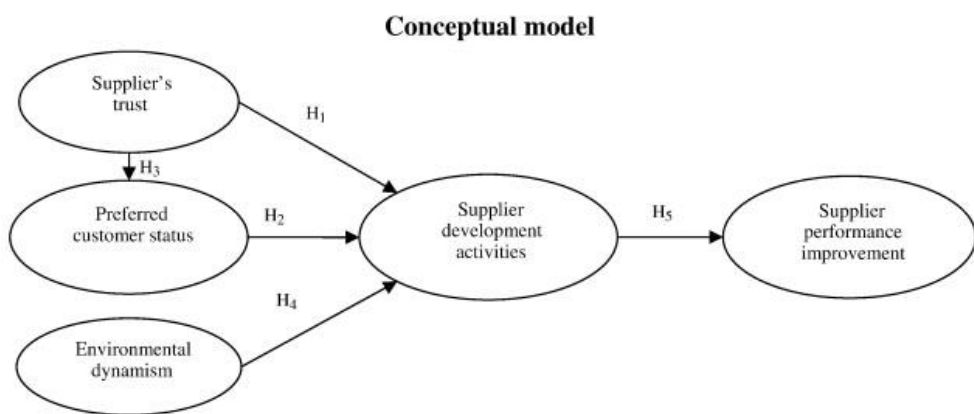 Conceptual model
Supplier's
trust
H1
H3
Preferred
customer status
H2
Supplier
development
activities
H5
Supplier
performance
improvement
H4
Environmental
dynamism